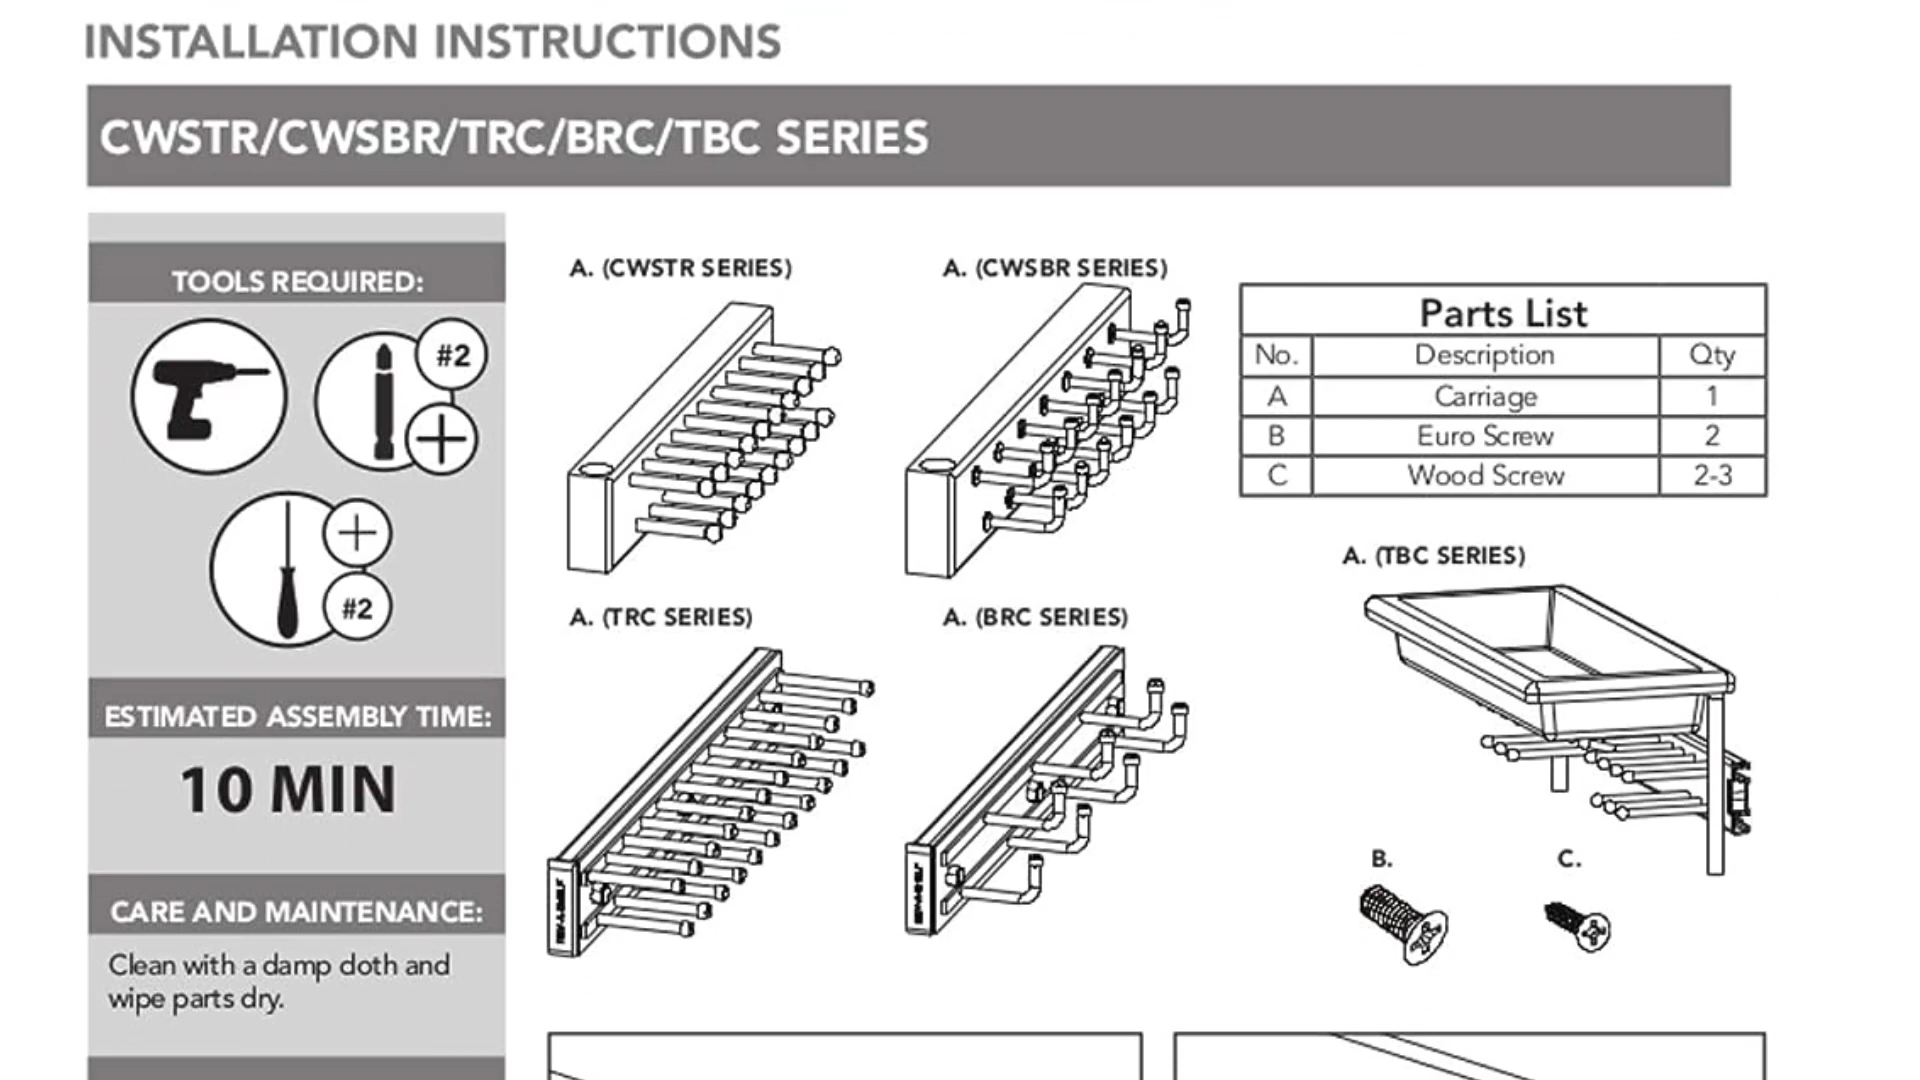 INSTALLATION INSTRUCTIONS
CWSTR/CWSBR/TRC/BRC/TBC SERIES
TOOLS REQUIRED:
#2
#2
ESTIMATED ASSEMBLY TIME:
10 MIN
CARE AND MAINTENANCE:
Clean with a damp cloth and
wipe parts dry.
A. (CWSTR SERIES)
A. (CWSBR SERIES)
A. (TRC SERIES)
A. (BRC SERIES)
Parts List
No. Description Qty
A Carriage 1
B Euro Screw 2
C Wood Screw 2-3
A. (TBC SERIES)
B.
C.